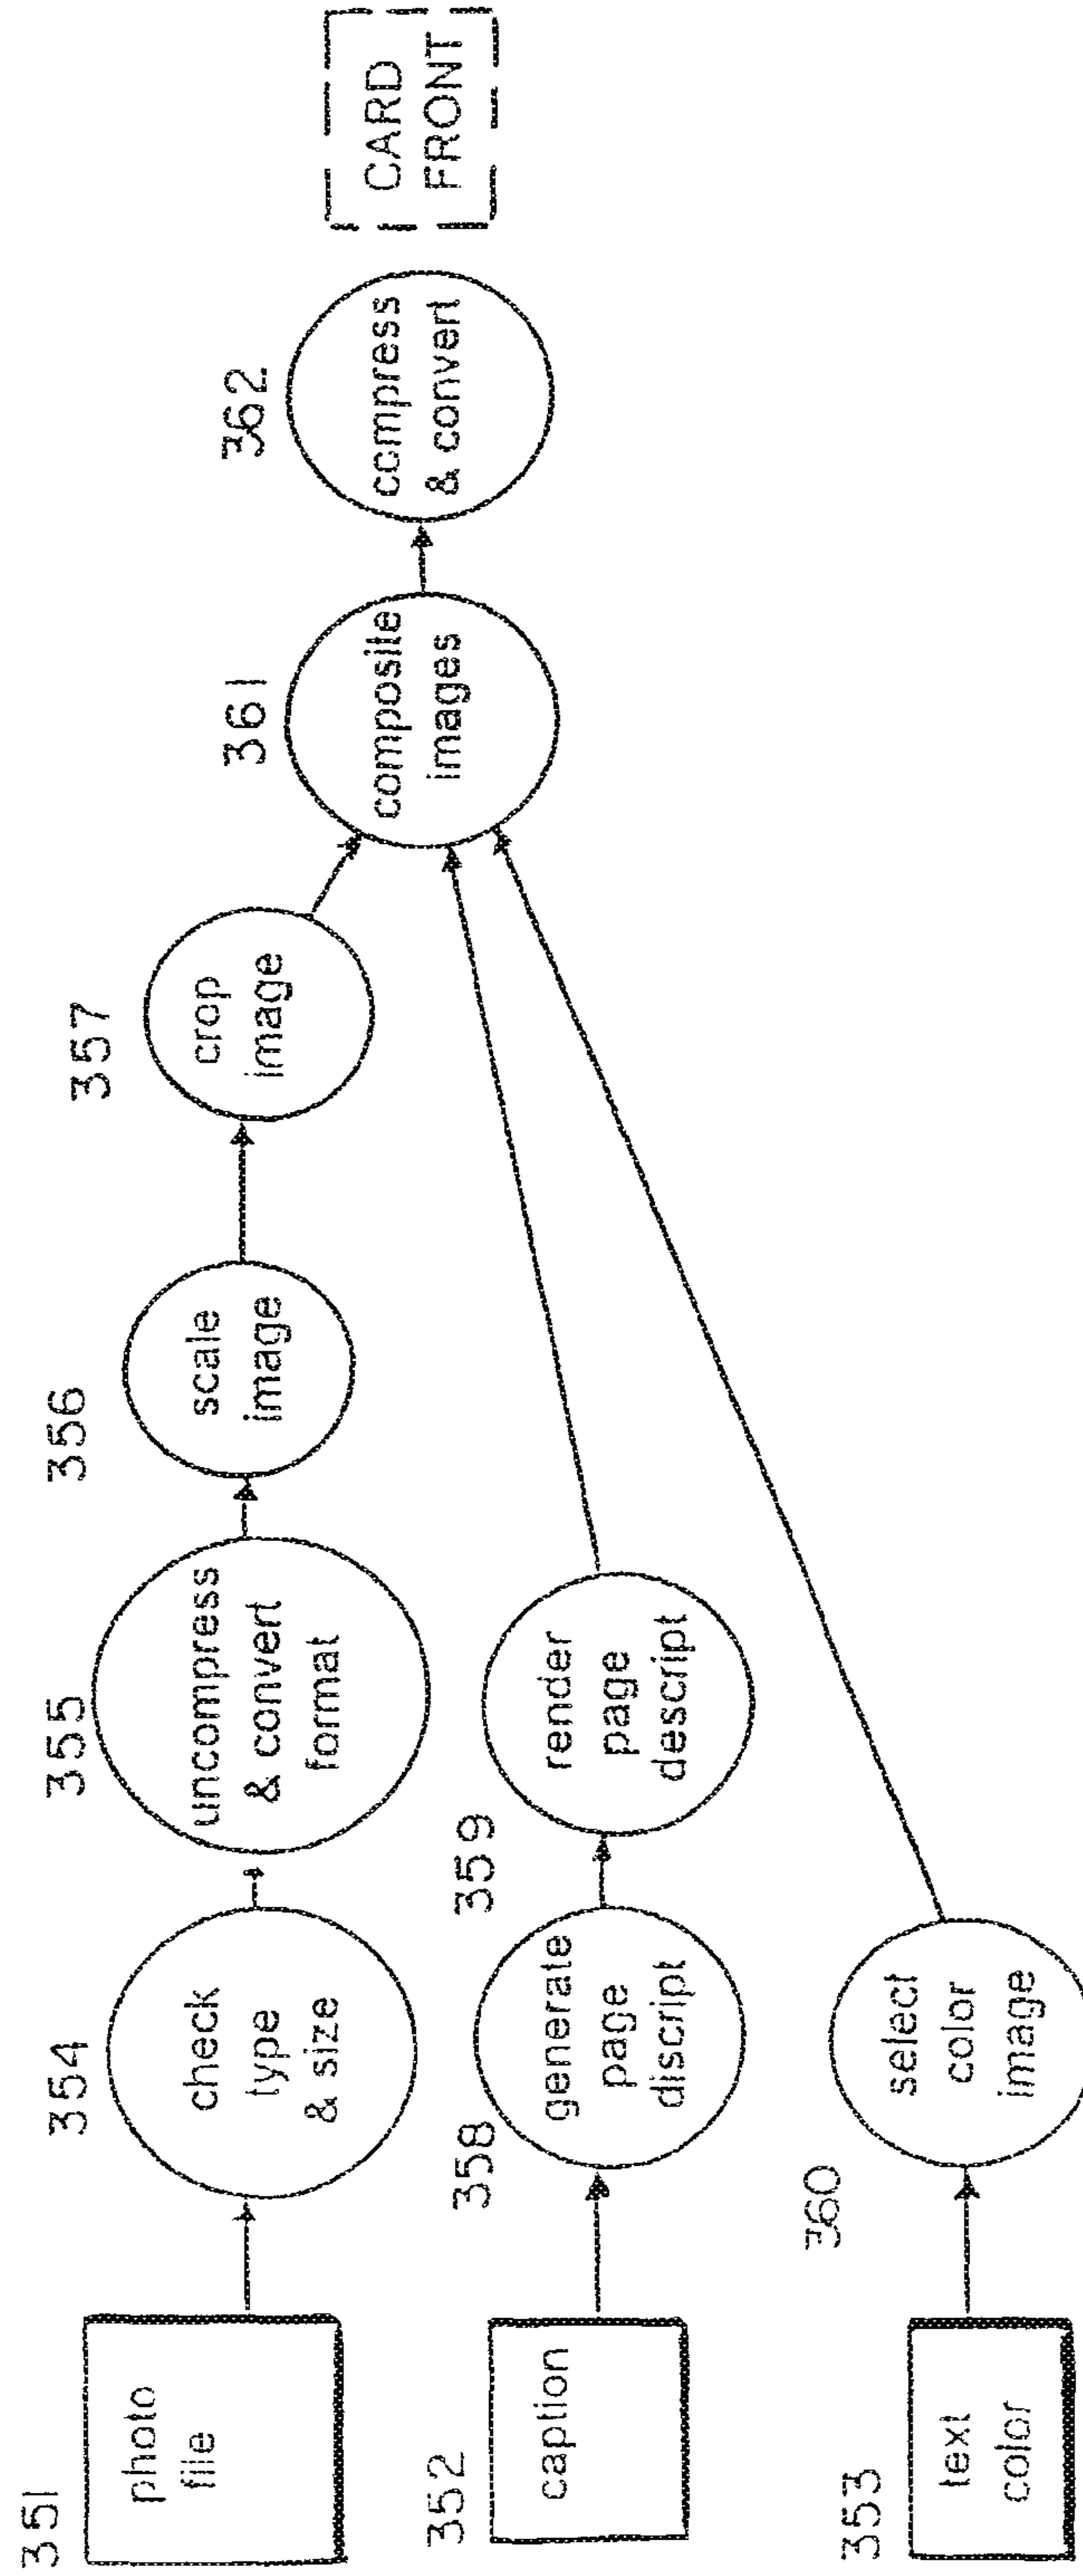 351
photo
file
354
check
type
& size
355
uncompress
& convert
format
356
scale
image
357
crop
image
361
composite
images
362
compress
& convert
CARD
FRONT
352
caption
358
generate
page
discript
359
render
page
descript
353
text
color
360
select
color
image